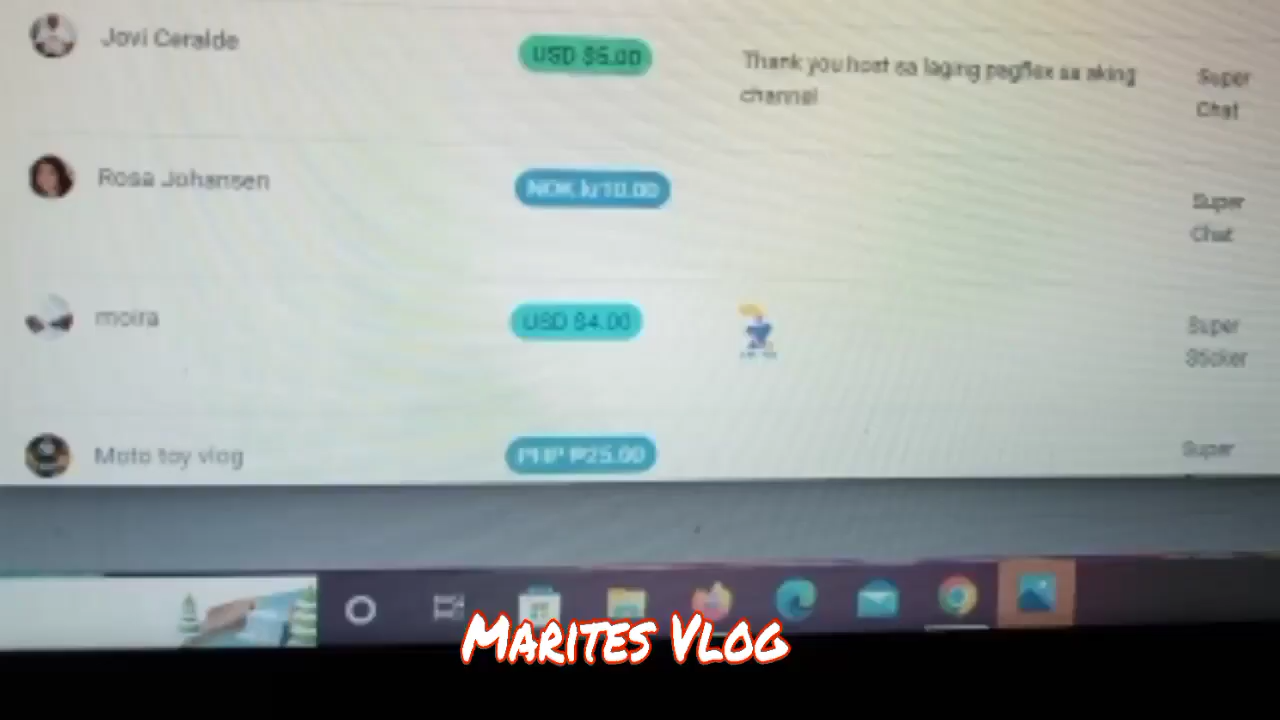 Jovi Ceralde
USD $5.00
Thank you host sa laging pagflex sa aking
channel
Super
Chat
Rosa Johansen
NOK kr10.00
Super
Chat
moira
USD $4.00
Super
Sticker
Moto toy vlog
PHP ₱25.00
Super
Marites Vlog